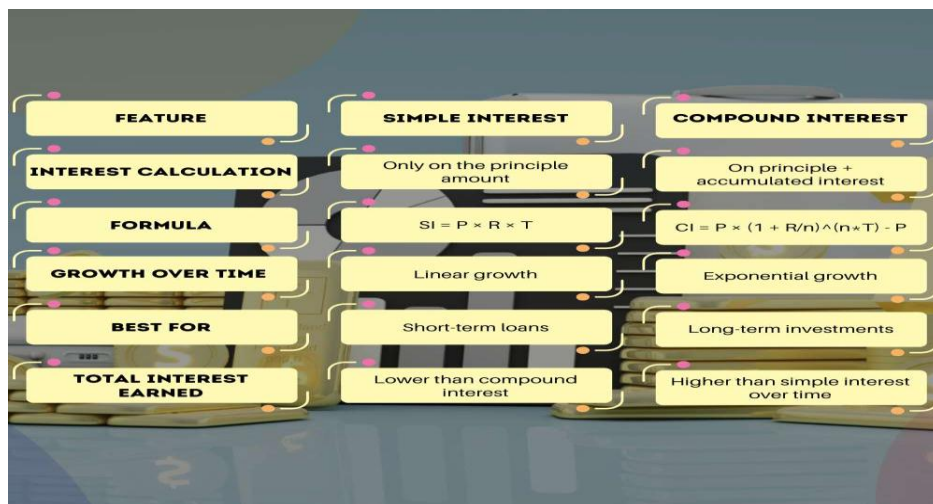 FEATURE
SIMPLE INTEREST
COMPOUND INTEREST
INTEREST CALCULATION
Only on the principle
amount
On principle +
accumulated interest
FORMULA
SI = P × R × T
CI = P × (1 + R/n)^(n*T) - P
GROWTH OVER TIME
Linear growth
Exponential growth
BEST FOR
Short-term loans
Long-term investments
TOTAL INTEREST
EARNED
Lower than compound
interest
Higher than simple interest
over time